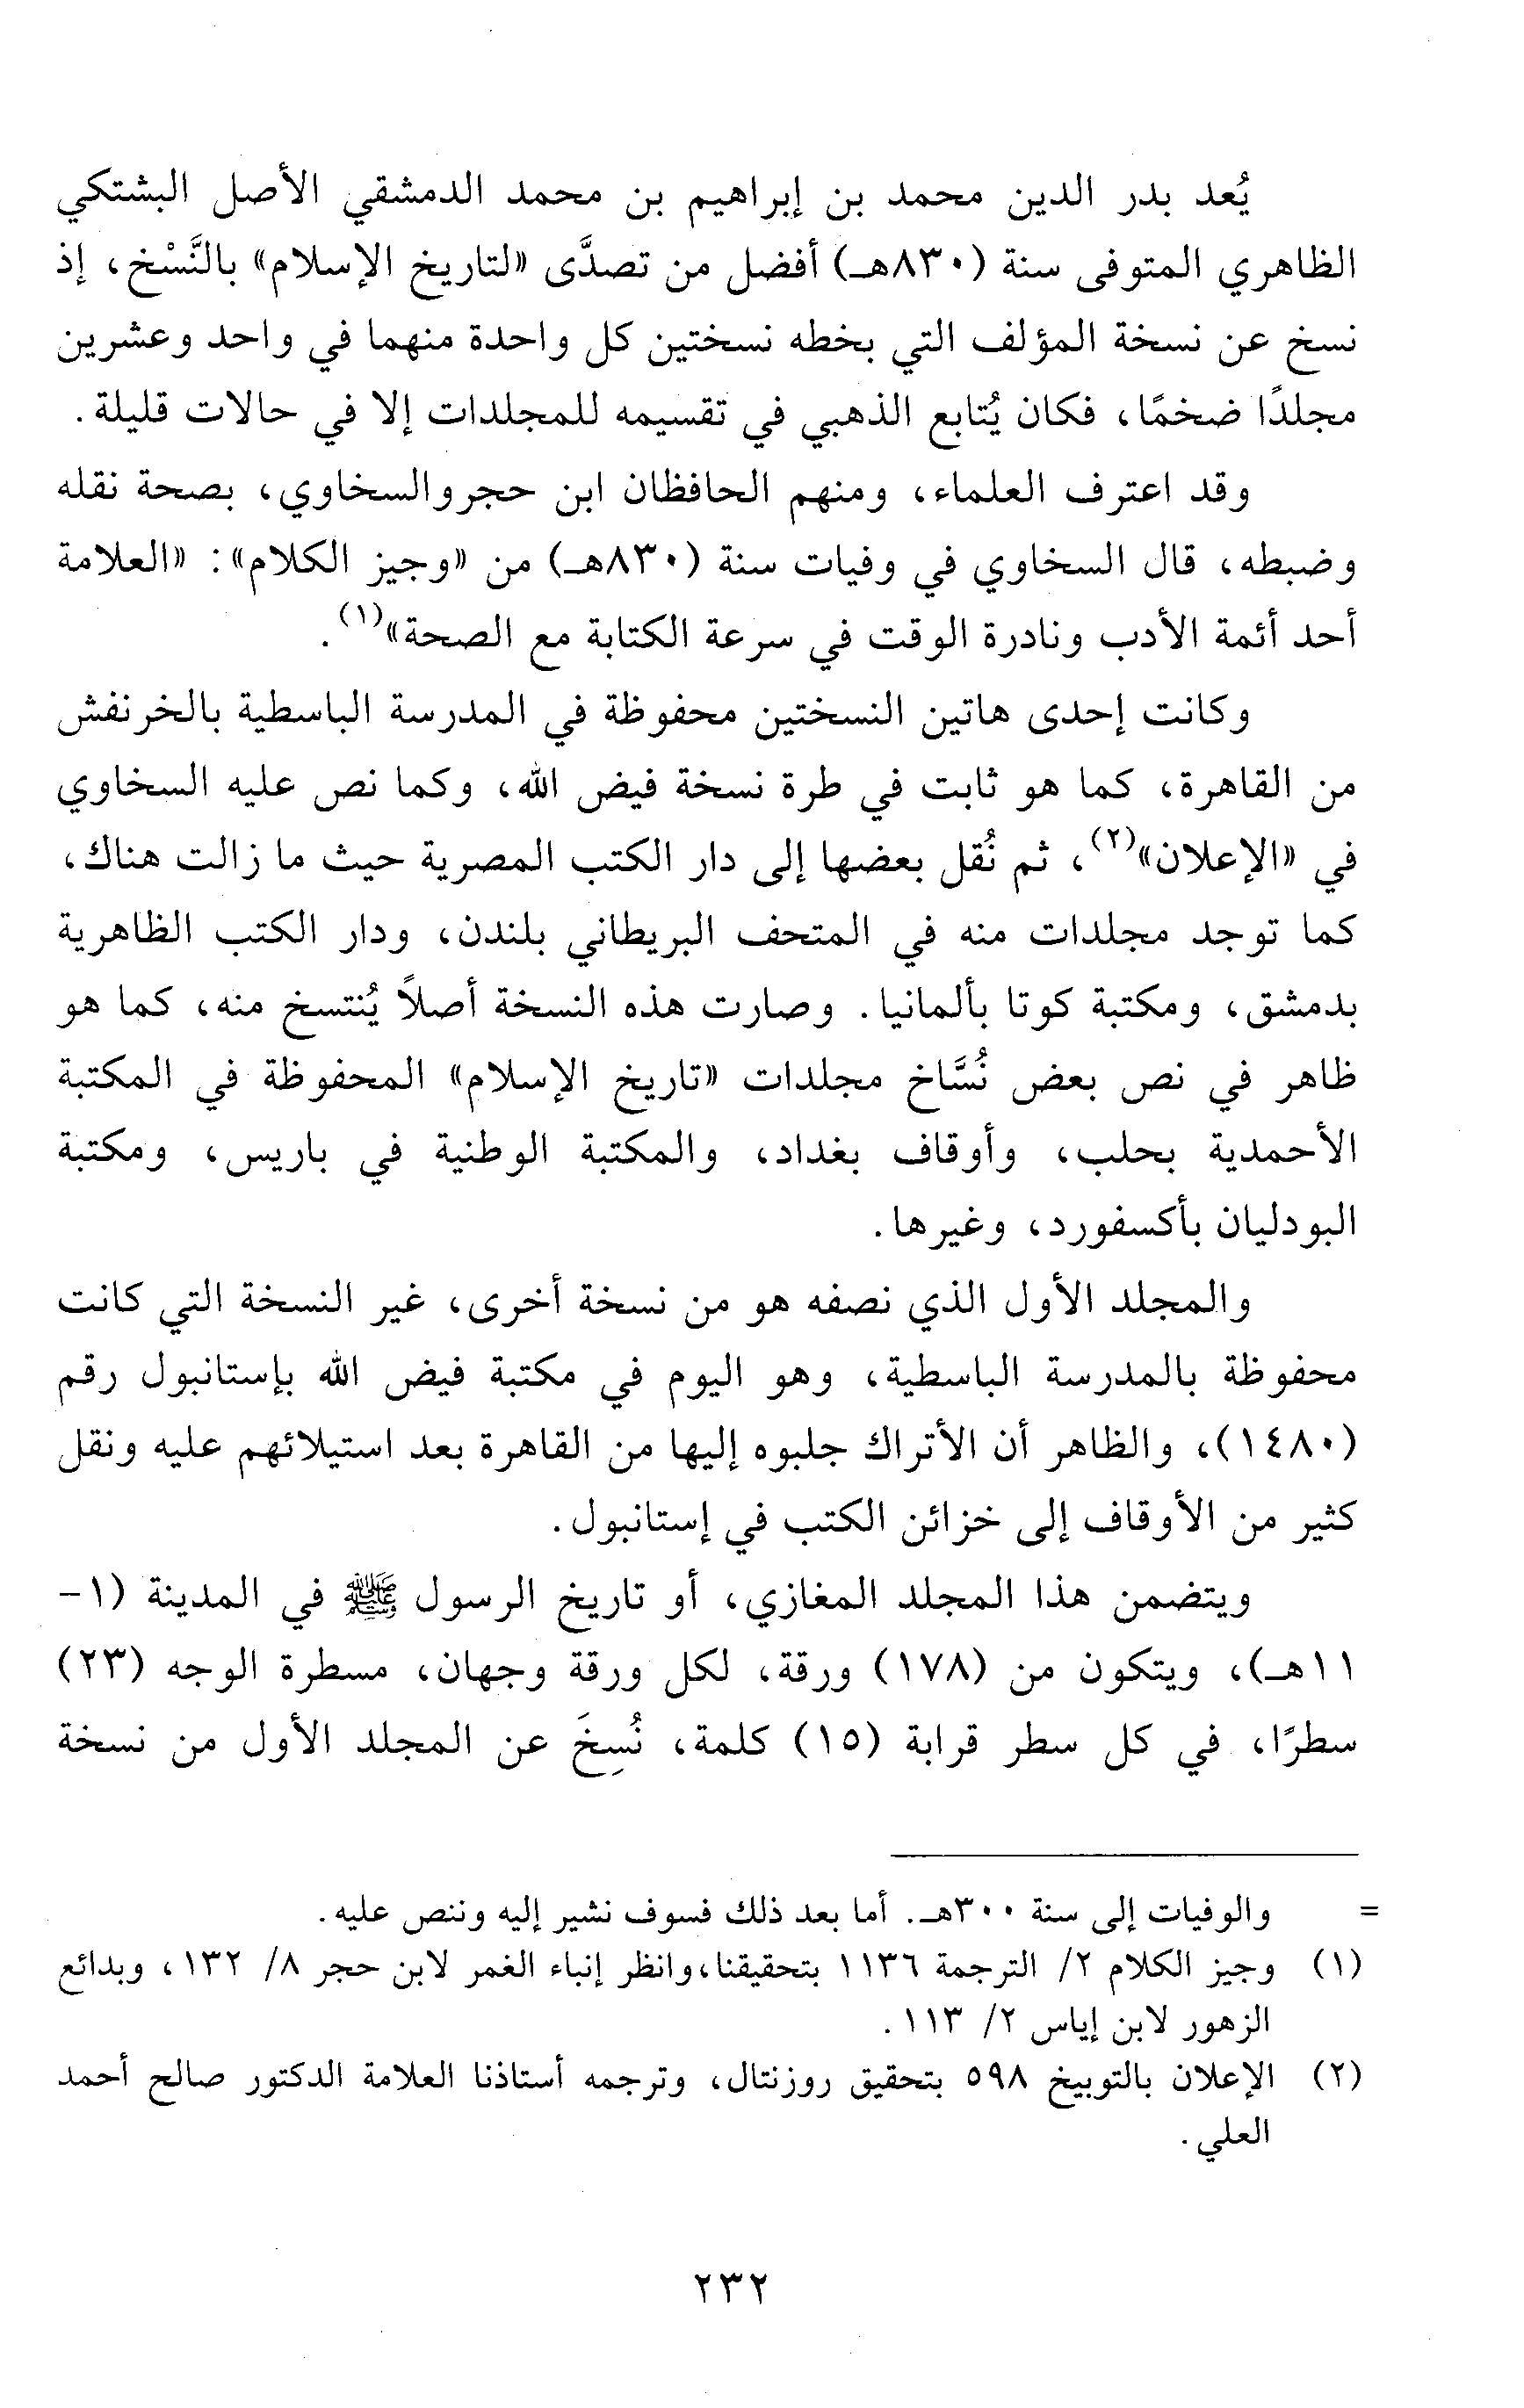 يُعد بدر الدين محمد بن إبراهيم بن محمد الدمشقي الأصل البشتكي
الظاهري المتوفى سنة (٨٣٠هـ) أفضل من تصدَّى «لتاريخ الإسلام» بالنَّسْخ، إذ
نسخ عن نسخة المؤلف التي بخطه نسختين كل واحدة منهما في واحد وعشرين
مجلدًا ضخمًا، فكان يُتابع الذهبي في تقسيمه للمجلدات إلا في حالات قليلة.
وقد اعترف العلماء، ومنهم الحافظان ابن حجروالسخاوي، بصحة نقله
وضبطه، قال السخاوي في وفيات سنة (٨٣٠هـ) من «وجيز الكلام»: «العلامة
أحد أئمة الأدب ونادرة الوقت في سرعة الكتابة مع الصحة»(١).
وكانت إحدى هاتين النسختين محفوظة في المدرسة الباسطية بالخرنفش
من القاهرة، كما هو ثابت في طرة نسخة فيض الله، وكما نص عليه السخاوي
في «الإعلان»(٢)، ثم نُقل بعضها إلى دار الكتب المصرية حيث ما زالت هناك،
كما توجد مجلدات منه في المتحف البريطاني بلندن، ودار الكتب الظاهرية
بدمشق، ومكتبة كوتا بألمانيا. وصارت هذه النسخة أصلاً يُنتسخ منه، كما هو
ظاهر في نص بعض نُسَّاخ مجلدات «تاريخ الإسلام» المحفوظة في المكتبة
الأحمدية بحلب، وأوقاف بغداد، والمكتبة الوطنية في باريس، ومكتبة
البودليان بأكسفورد، وغيرها.
والمجلد الأول الذي نصفه هو من نسخة أخرى، غير النسخة التي كانت
محفوظة بالمدرسة الباسطية، وهو اليوم في مكتبة فيض الله بإستانبول رقم
(١٤٨٠)، والظاهر أن الأتراك جلبوه إليها من القاهرة بعد استيلائهم عليه ونقل
كثير من الأوقاف إلى خزائن الكتب في إستانبول.
ويتضمن هذا المجلد المغازي، أو تاريخ الرسول ﷺ في المدينة (١-
١١هـ)، ويتكون من (١٧٨) ورقة، لكل ورقة وجهان، مسطرة الوجه (٢٣)
سطرًا، في كل سطر قرابة (١٥) كلمة، نُسِخَ عن المجلد الأول من نسخة
= والوفيات إلى سنة ٣٠٠هـ. أما بعد ذلك فسوف نشير إليه وننص عليه.
(١) وجيز الكلام ٢/ الترجمة ١١٣٦ بتحقيقنا،وانظر إنباء الغمر لابن حجر ٨/ ١٣٢، وبدائع
الزهور لابن إياس ٢/ ١١٣.
(٢) الإعلان بالتوبيخ ٥٩٨ بتحقيق روزنتال، وترجمه أستاذنا العلامة الدكتور صالح أحمد
العلي.
٢٣٢